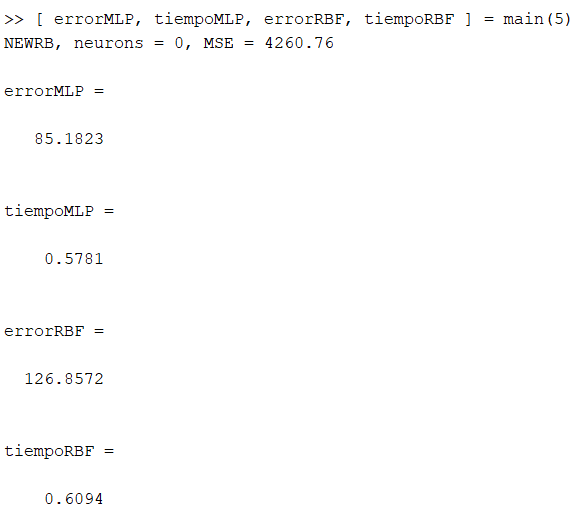 >> [ errorMLP, tiempoMLP, errorRBF, tiempoRBF ] = main(5)
NEWRB, neurons = 0, MSE = 4260.76
errorMLP =
85.1823
tiempoMLP =
0.5781
errorRBF =
126.8572
tiempoRBF =
0.6094